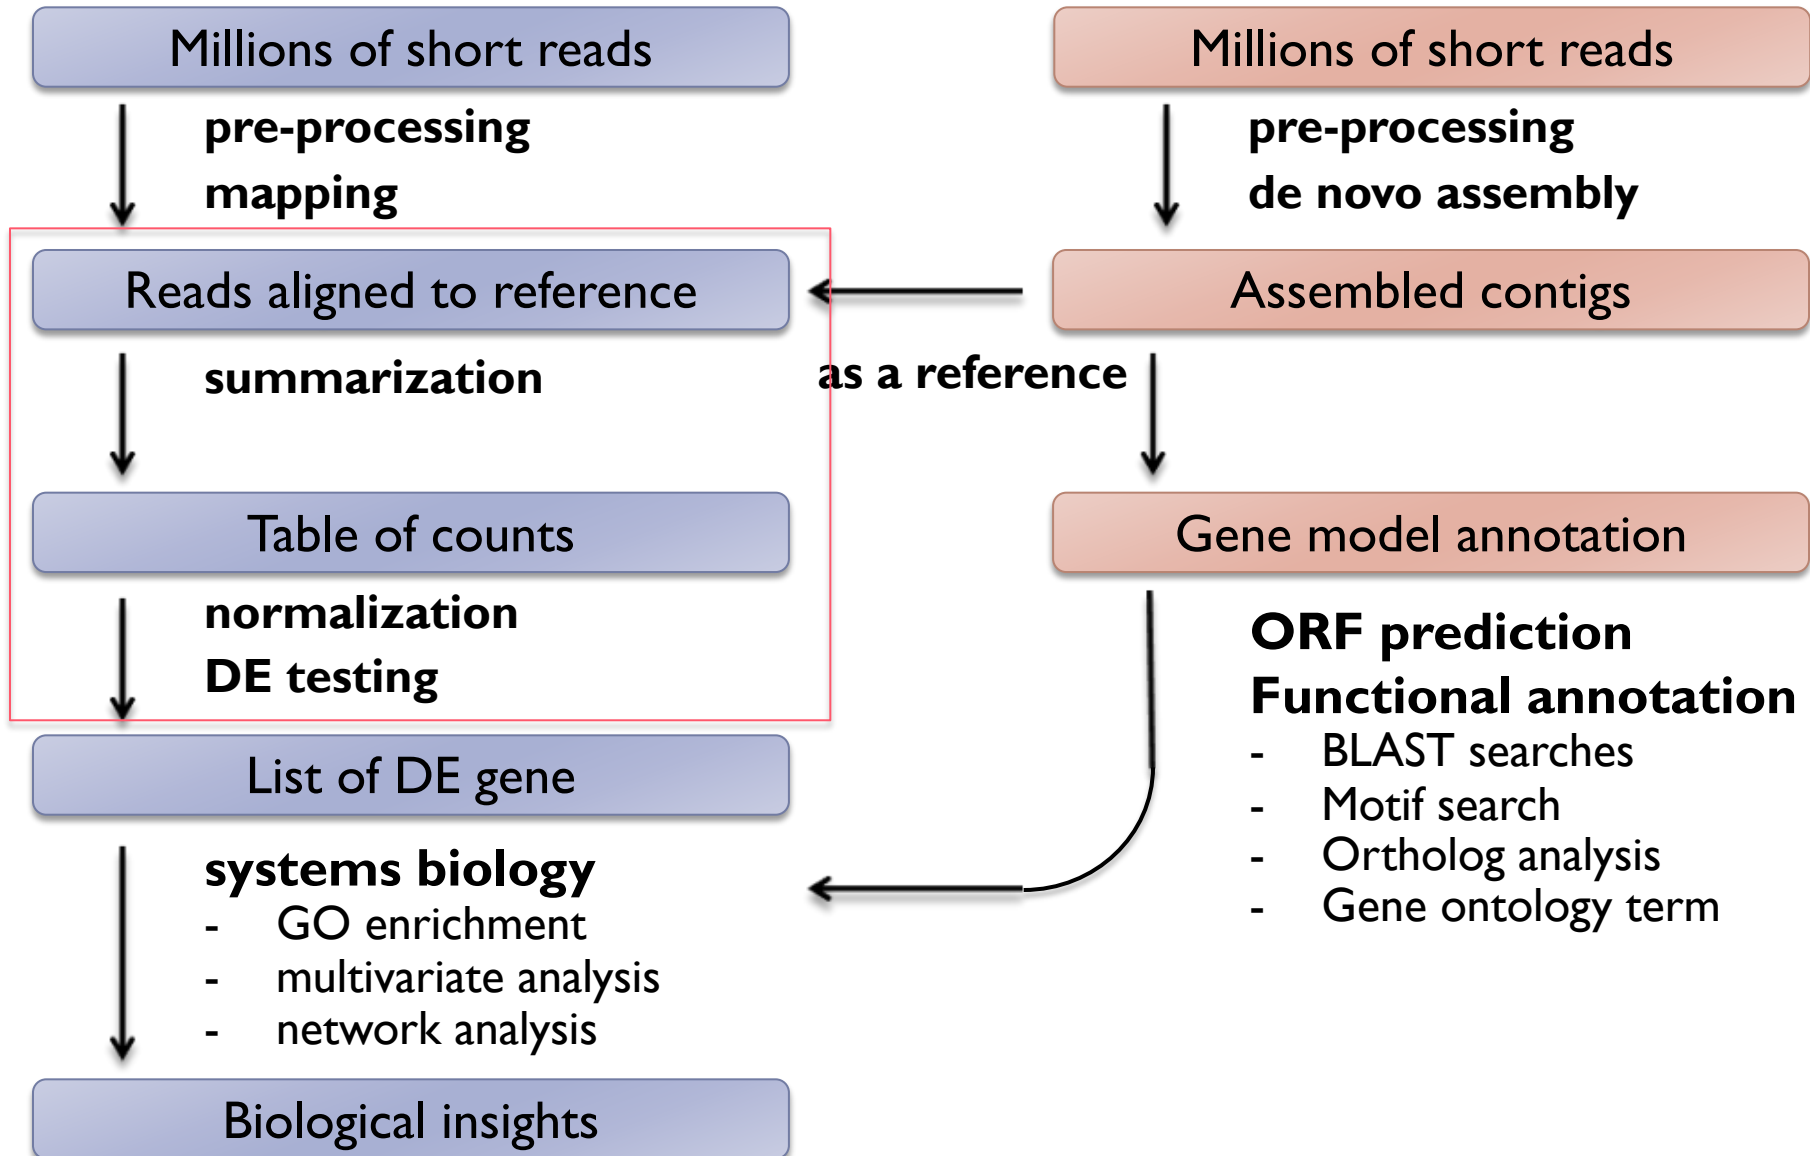 Millions of short reads
pre-processing
mapping
Reads aligned to reference
summarization
Table of counts
normalization
DE testing
List of DE gene
systems biology
- GO enrichment
- multivariate analysis
- network analysis
Biological insights
Millions of short reads
pre-processing
de novo assembly
Assembled contigs
as a reference
Gene model annotation
ORF prediction
Functional annotation
- BLAST searches
- Motif search
- Ortholog analysis
- Gene ontology term